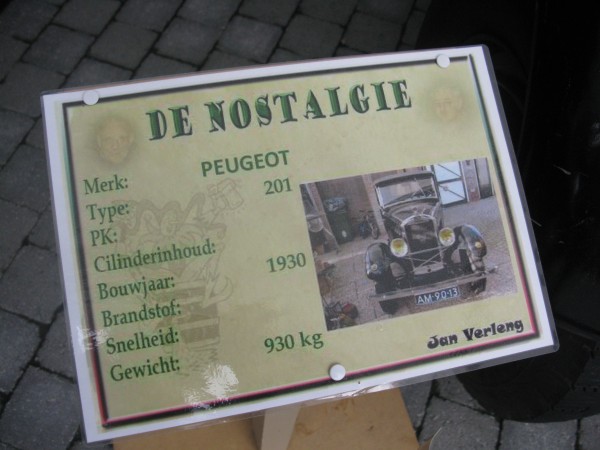 DE NOSTALGIE
Merk: PEUGEOT
Type: 201
PK:
Cilinderinhoud:
Bouwjaar: 1930
Brandstof:
Snelheid:
Gewicht: 930 kg
AM-90-13
Jan Verleng